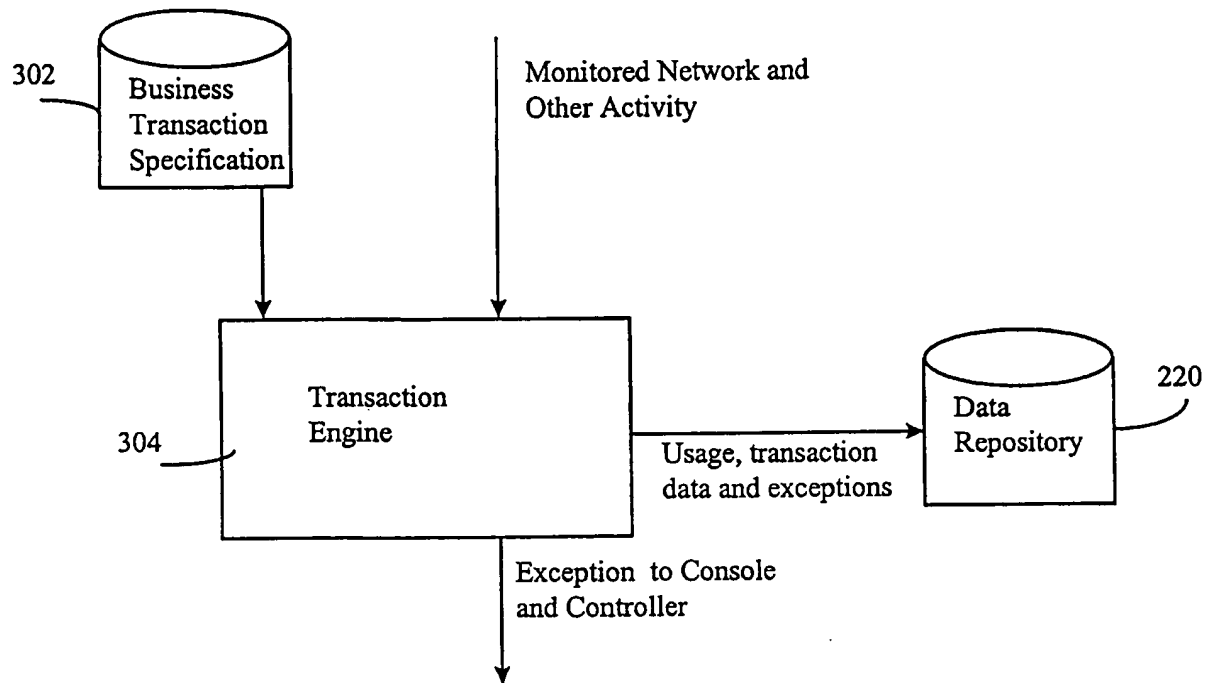 302
Business
Transaction
Specification
Monitored Network and
Other Activity
304
Transaction
Engine
Usage, transaction
data and exceptions
Data
Repository
220
Exception to Console
and Controller